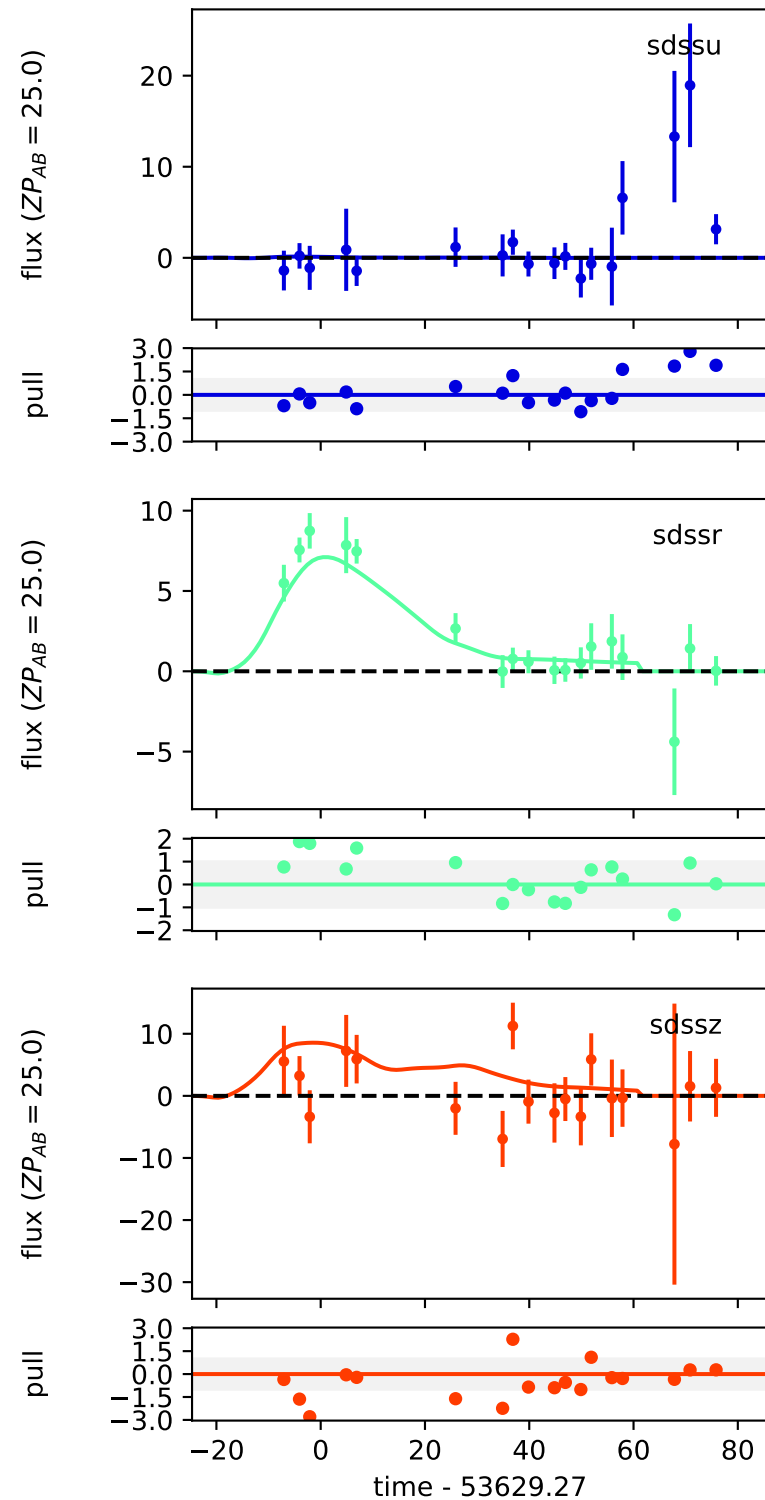 sdssu
flux (ZP_AB = 25.0)
20
10
0
pull
3.0
1.5
0.0
−1.5
−3.0
sdssr
flux (ZP_AB = 25.0)
10
5
0
−5
pull
2
1
0
−1
−2
sdssz
flux (ZP_AB = 25.0)
10
0
−10
−20
−30
pull
3.0
1.5
0.0
−1.5
−3.0
−20 0 20 40 60 80
time - 53629.27